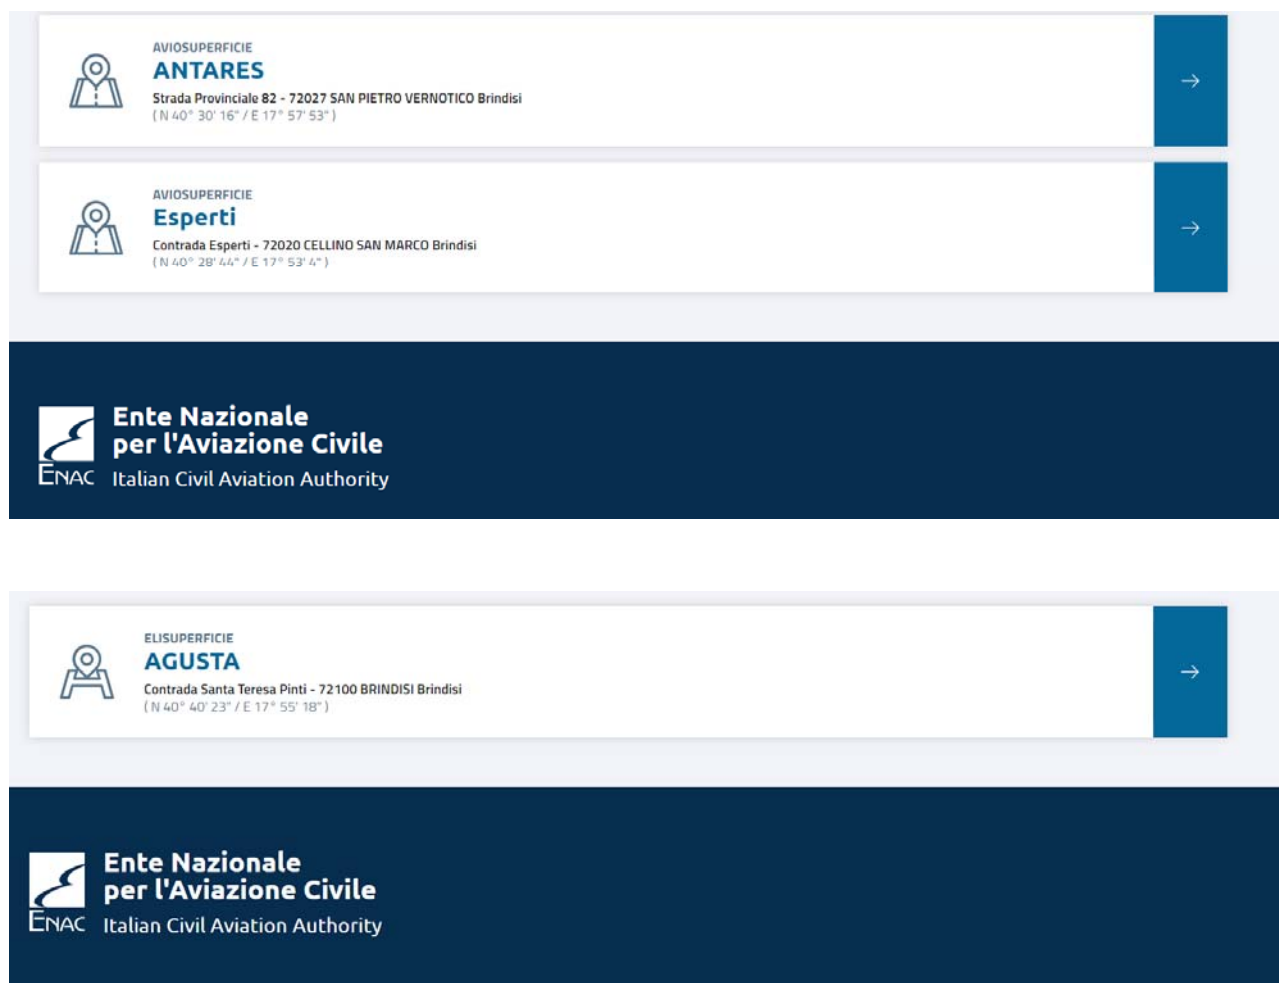 AVIOSUPERFICIE
ANTARES
Strada Provinciale 82 - 72027 SAN PIETRO VERNOTICO Brindisi
( N 40° 30' 16" / E 17° 57' 53" )
AVIOSUPERFICIE
Esperti
Contrada Esperti - 72020 CELLINO SAN MARCO Brindisi
( N 40° 28' 44" / E 17° 53' 4" )
Ente Nazionale
per l'Aviazione Civile
ENAC Italian Civil Aviation Authority
ELISUPERFICIE
AGUSTA
Contrada Santa Teresa Pinti - 72100 BRINDISI Brindisi
( N 40° 40' 23" / E 17° 55' 18" )
Ente Nazionale
per l'Aviazione Civile
ENAC Italian Civil Aviation Authority